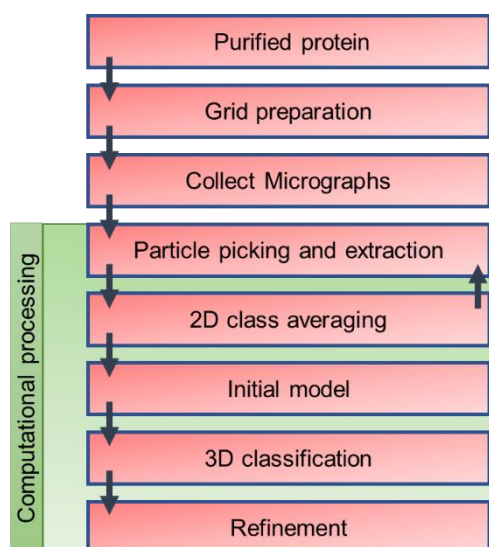 Purified protein
Grid preparation
Collect Micrographs
Particle picking and extraction
2D class averaging
Initial model
3D classification
Refinement
Computational processing